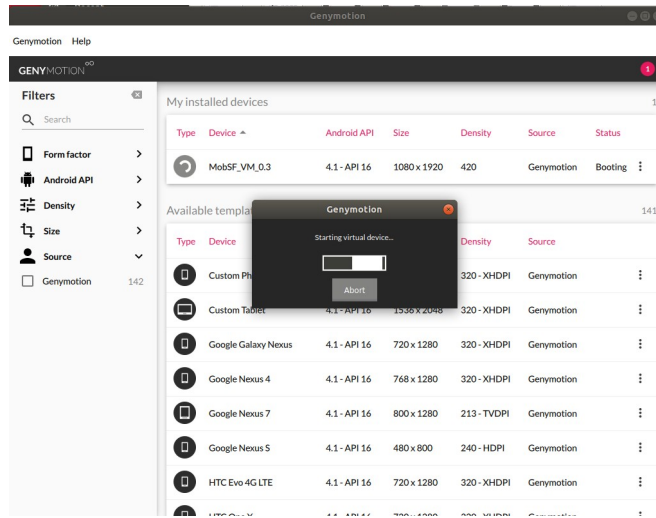 Genymotion
Genymotion Help
GENYMOTION
1
Filters
Search
Form factor
Android API
Density
Size
Source
Genymotion 142
My installed devices 1
Type Device Android API Size Density Source Status
MobSF_VM_0.3 4.1 - API 16 1080 x 1920 420 Genymotion Booting
Available templa 141
Type Device Density Source
Custom Ph 320 - XHDPI Genymotion
Custom Tablet 4.1 - API 16 1536 x 2048 320 - XHDPI Genymotion
Google Galaxy Nexus 4.1 - API 16 720 x 1280 320 - XHDPI Genymotion
Google Nexus 4 4.1 - API 16 768 x 1280 320 - XHDPI Genymotion
Google Nexus 7 4.1 - API 16 800 x 1280 213 - TVDPI Genymotion
Google Nexus S 4.1 - API 16 480 x 800 240 - HDPI Genymotion
HTC Evo 4G LTE 4.1 - API 16 720 x 1280 320 - XHDPI Genymotion
Genymotion
Starting virtual device...
Abort